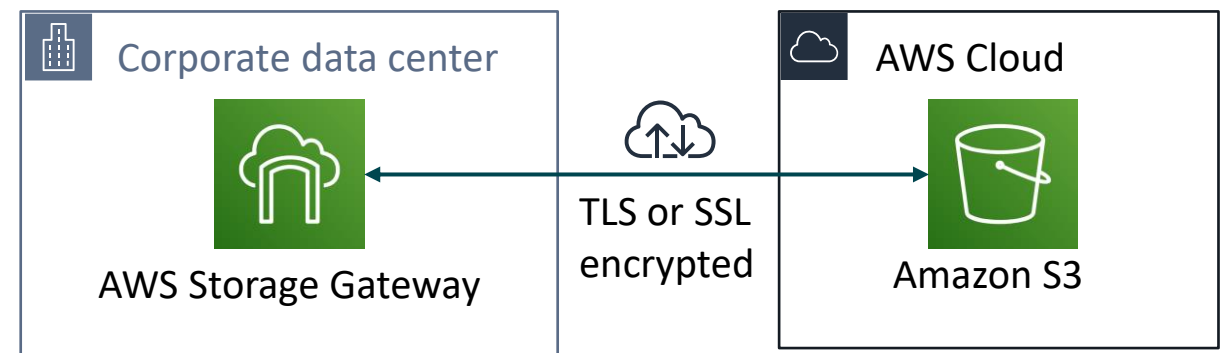 Corporate data center
AWS Storage Gateway
TLS or SSL
encrypted
AWS Cloud
Amazon S3